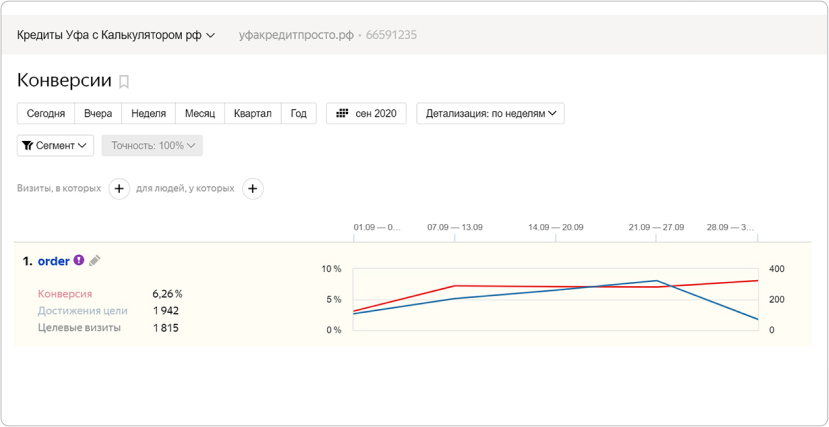 Кредиты Уфа с Калькулятором рф уфакредитпросто.рф · 66591235
Конверсии
Сегодня Вчера Неделя Месяц Квартал Год сен 2020 Детализация: по неделям
Сегмент Точность: 100%
Визиты, в которых + для людей, у которых +
01.09 — 0... 07.09 — 13.09 14.09 — 20.09 21.09 — 27.09 28.09 — 3...
1. order
10 % 400
Конверсия 6,26 %
5 % 200
Достижения цели 1 942
Целевые визиты 1 815
0 % 0